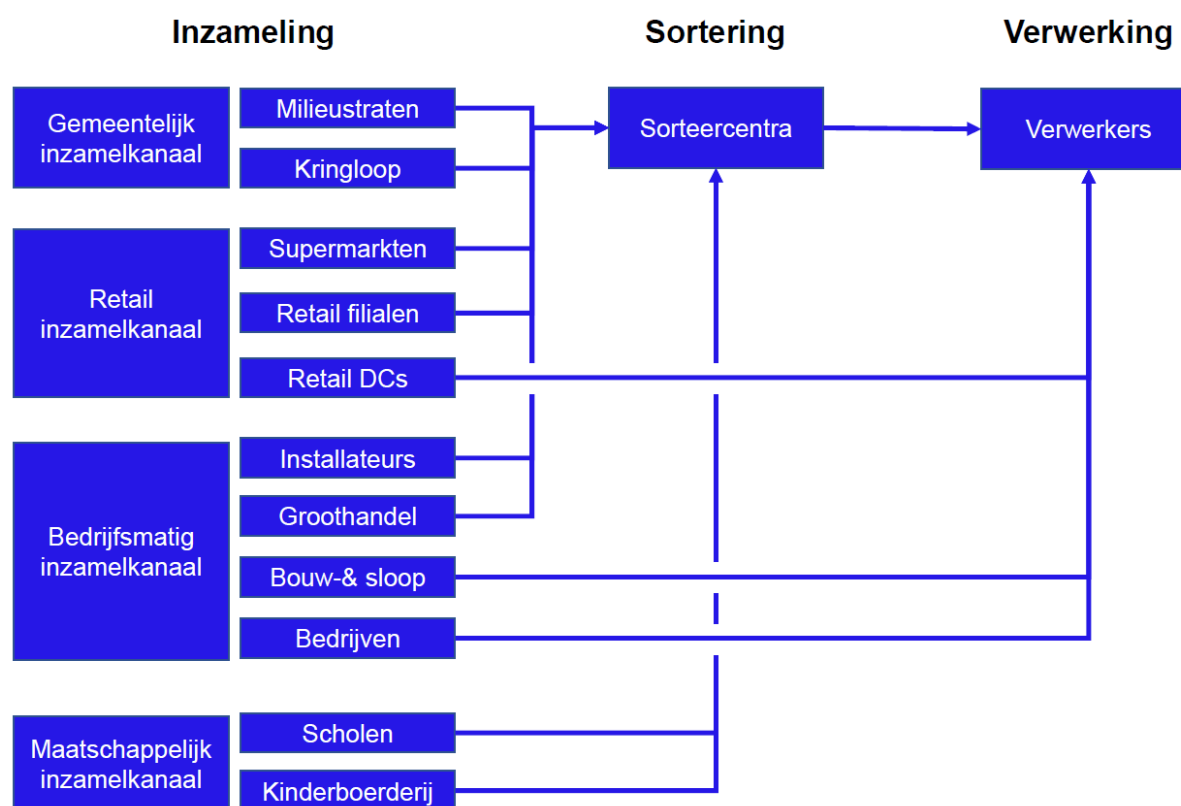 Inzameling
Sortering
Verwerking
Gemeentelijk
inzamelkanaal
Milieustraten
Kringloop
Sorteercentra
Verwerkers
Retail
inzamelkanaal
Supermarkten
Retail filialen
Retail DCs
Bedrijfsmatig
inzamelkanaal
Installateurs
Groothandel
Bouw-& sloop
Bedrijven
Maatschappelijk
inzamelkanaal
Scholen
Kinderboerderij